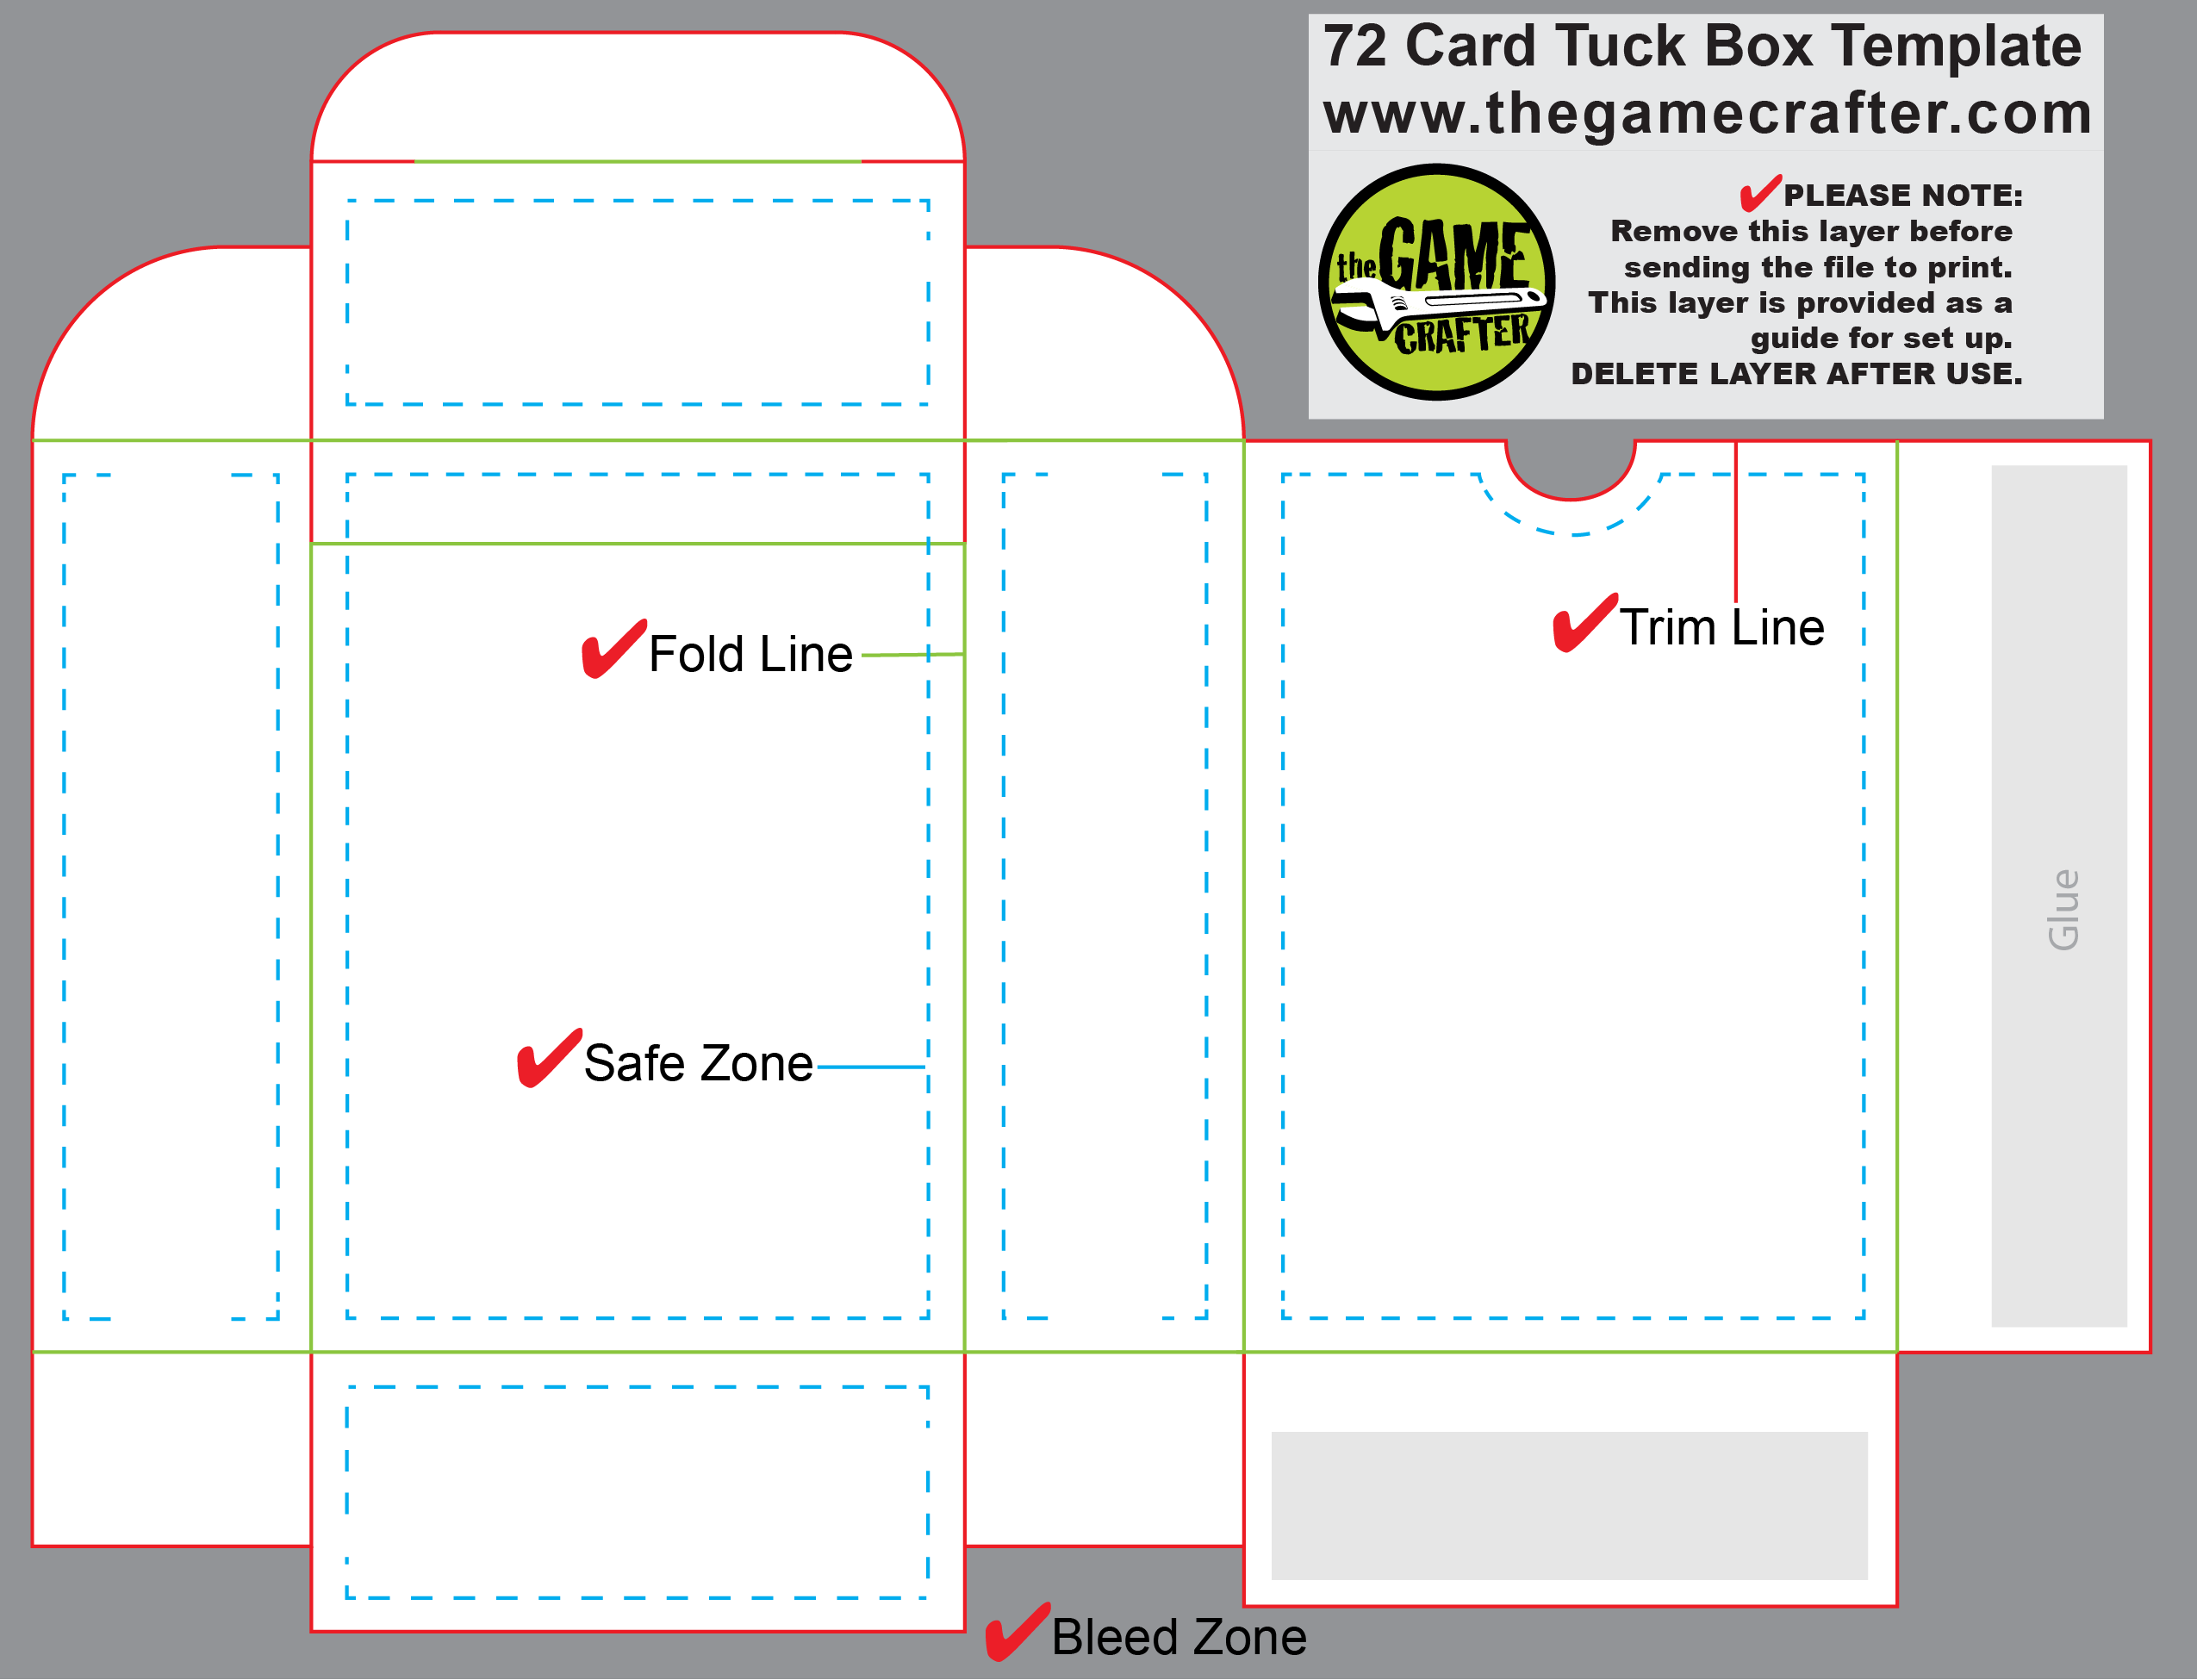 72 Card Tuck Box Template
www.thegamecrafter.com
the GAME
CRAFTER
PLEASE NOTE:
Remove this layer before
sending the file to print.
This layer is provided as a
guide for set up.
DELETE LAYER AFTER USE.
Fold Line
Trim Line
Glue
Safe Zone
Bleed Zone